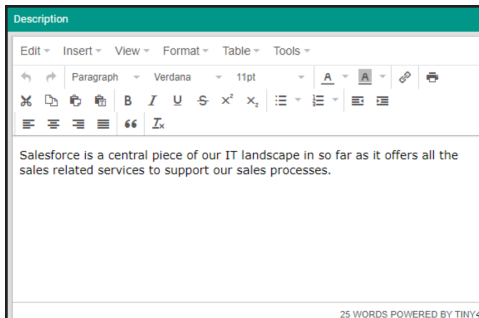 Description
Edit Insert View Format Table Tools
Paragraph Verdana 11pt A A
B I U S x² x₂
Salesforce is a central piece of our IT landscape in so far as it offers all the
sales related services to support our sales processes.
25 WORDS POWERED BY TINY